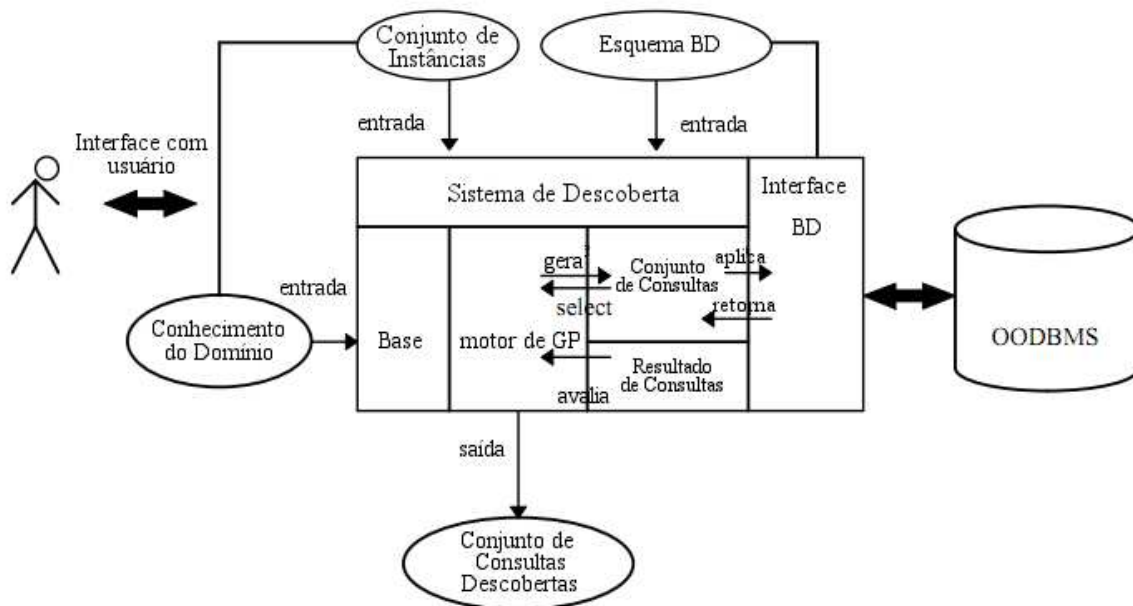 Conjunto de
Instâncias
Esquema BD
entrada
entrada
Interface com
usuário
Sistema de Descoberta
Interface
BD
gera
Conjunto
de Consultas
aplica
select
retorna
entrada
Conhecimento
do Domínio
Base
motor de GP
Resultado
de Consultas
avalia
OODBMS
saída
Conjunto de
Consultas
Descobertas